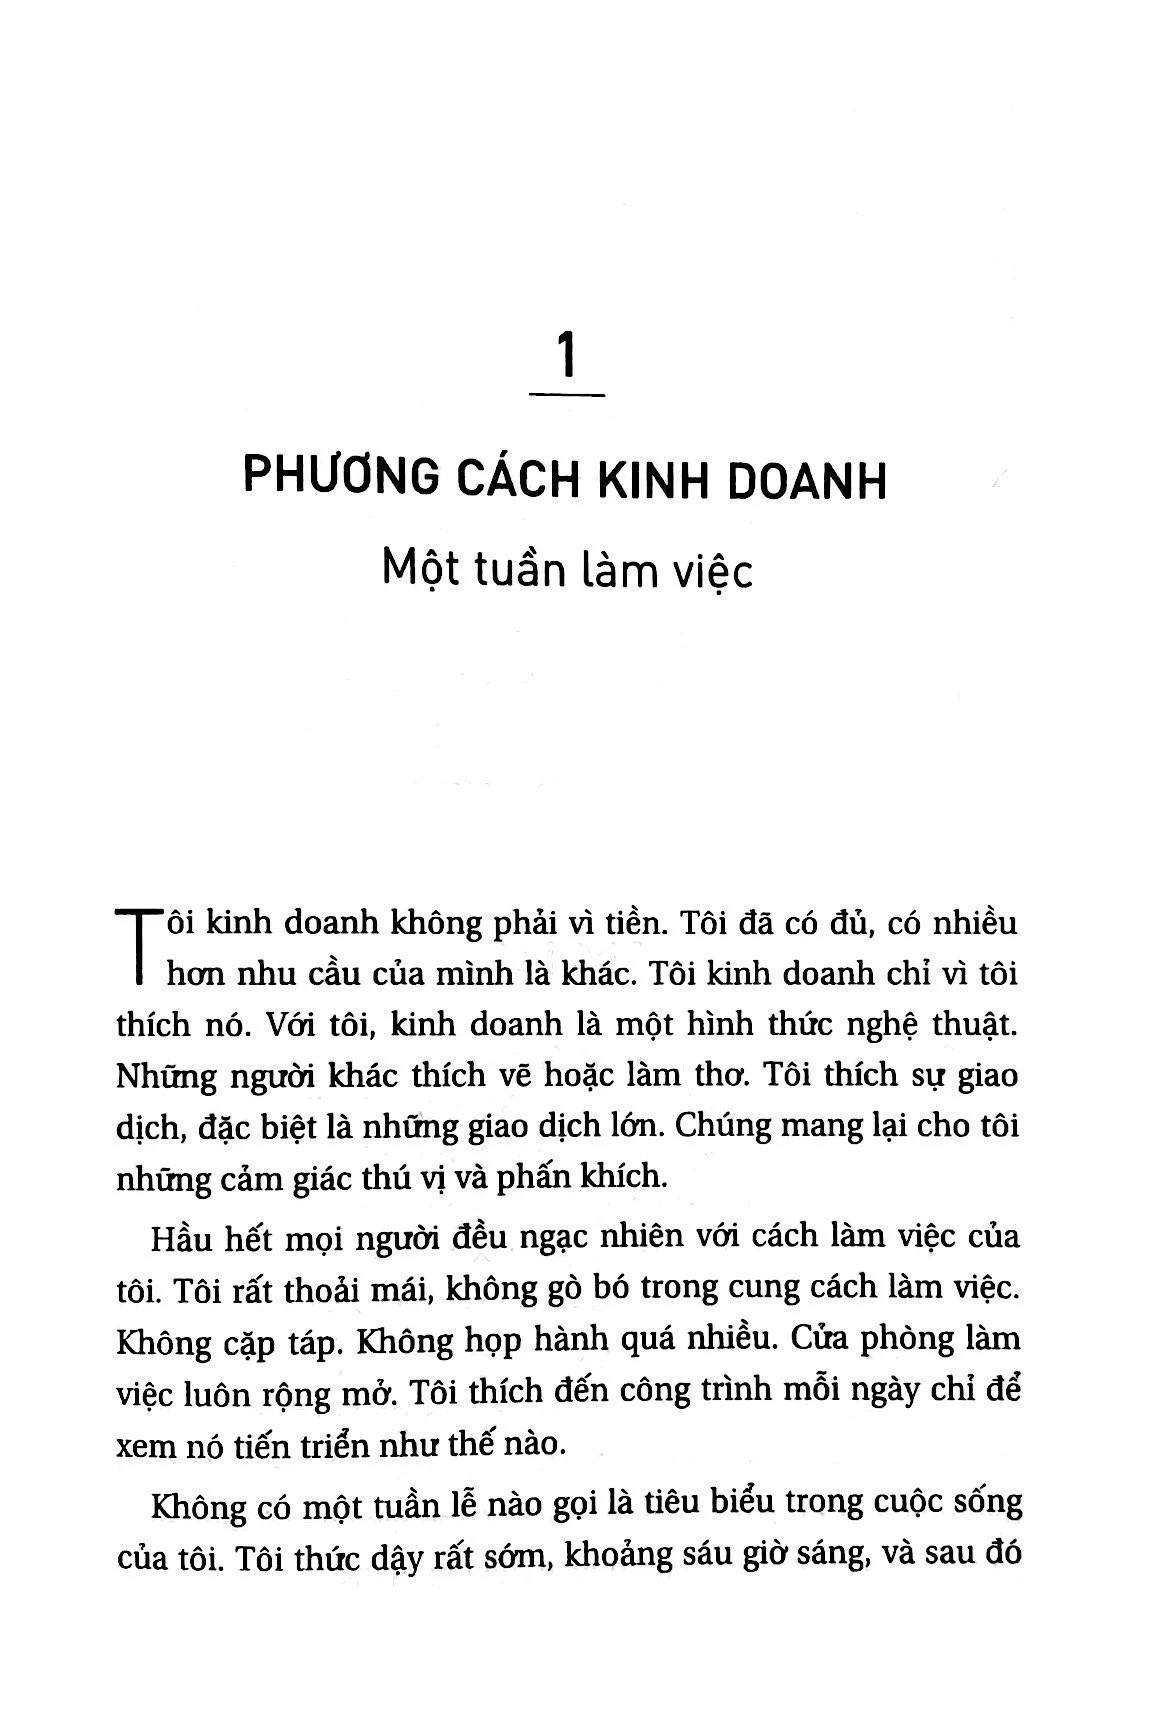 1
PHƯƠNG CÁCH KINH DOANH
Một tuần làm việc
Tôi kinh doanh không phải vì tiền. Tôi đã có đủ, có nhiều
hơn nhu cầu của mình là khác. Tôi kinh doanh chỉ vì tôi
thích nó. Với tôi, kinh doanh là một hình thức nghệ thuật.
Những người khác thích vẽ hoặc làm thơ. Tôi thích sự giao
dịch, đặc biệt là những giao dịch lớn. Chúng mang lại cho tôi
những cảm giác thú vị và phấn khích.
Hầu hết mọi người đều ngạc nhiên với cách làm việc của
tôi. Tôi rất thoải mái, không gò bó trong cung cách làm việc.
Không cặp táp. Không họp hành quá nhiều. Cửa phòng làm
việc luôn rộng mở. Tôi thích đến công trình mỗi ngày chỉ để
xem nó tiến triển như thế nào.
Không có một tuần lễ nào gọi là tiêu biểu trong cuộc sống
của tôi. Tôi thức dậy rất sớm, khoảng sáu giờ sáng, và sau đó